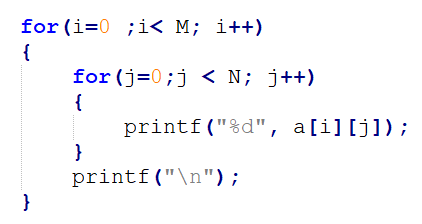 for(i=0 ;i< M; i++)
{
    for(j=0;j < N; j++)
    {
        printf("%d", a[i][j]);
    }
    printf("\n");
}